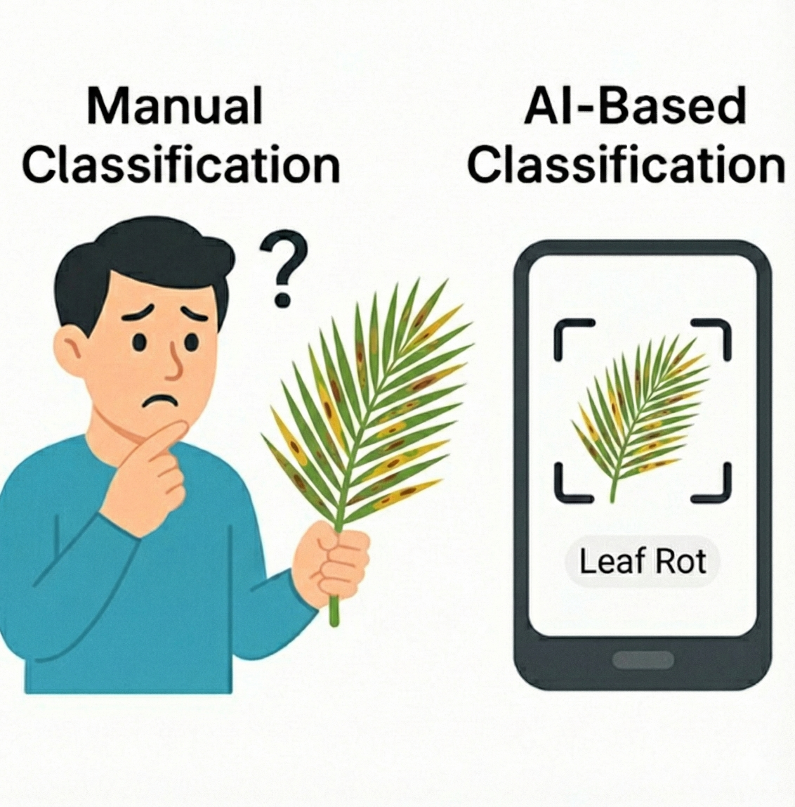 Manual
Classification
?
AI-Based
Classification
Leaf Rot